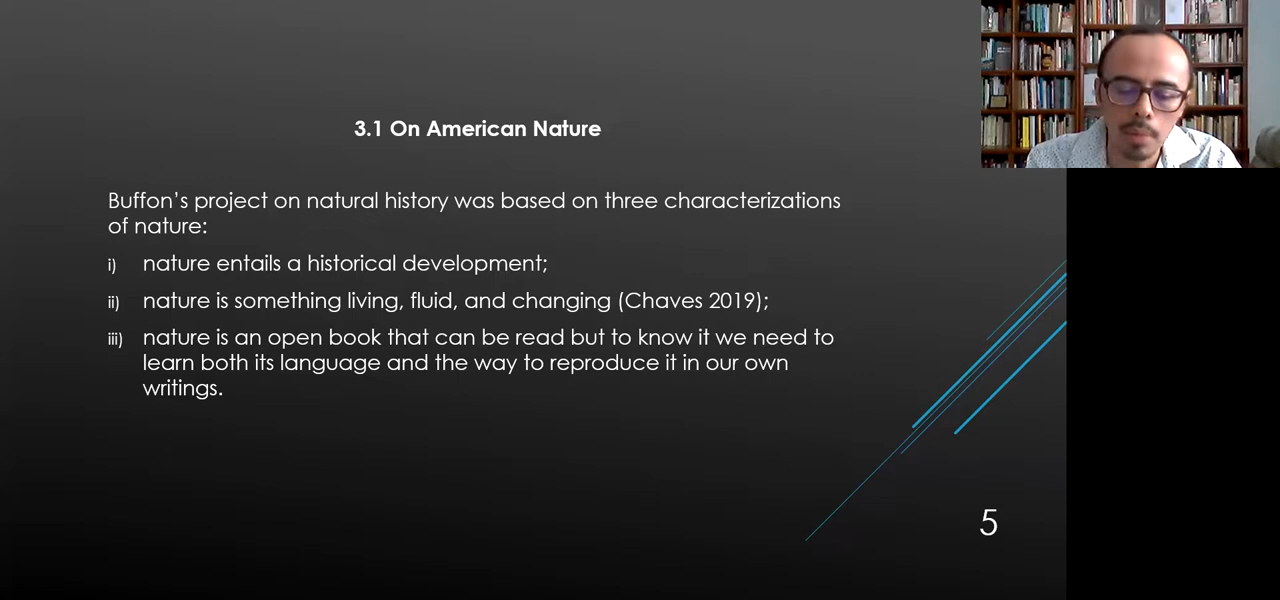 3.1 On American Nature
Buffon's project on natural history was based on three characterizations
of nature:
i) nature entails a historical development;
ii) nature is something living, fluid, and changing (Chaves 2019);
iii) nature is an open book that can be read but to know it we need to
learn both its language and the way to reproduce it in our own
writings.
5